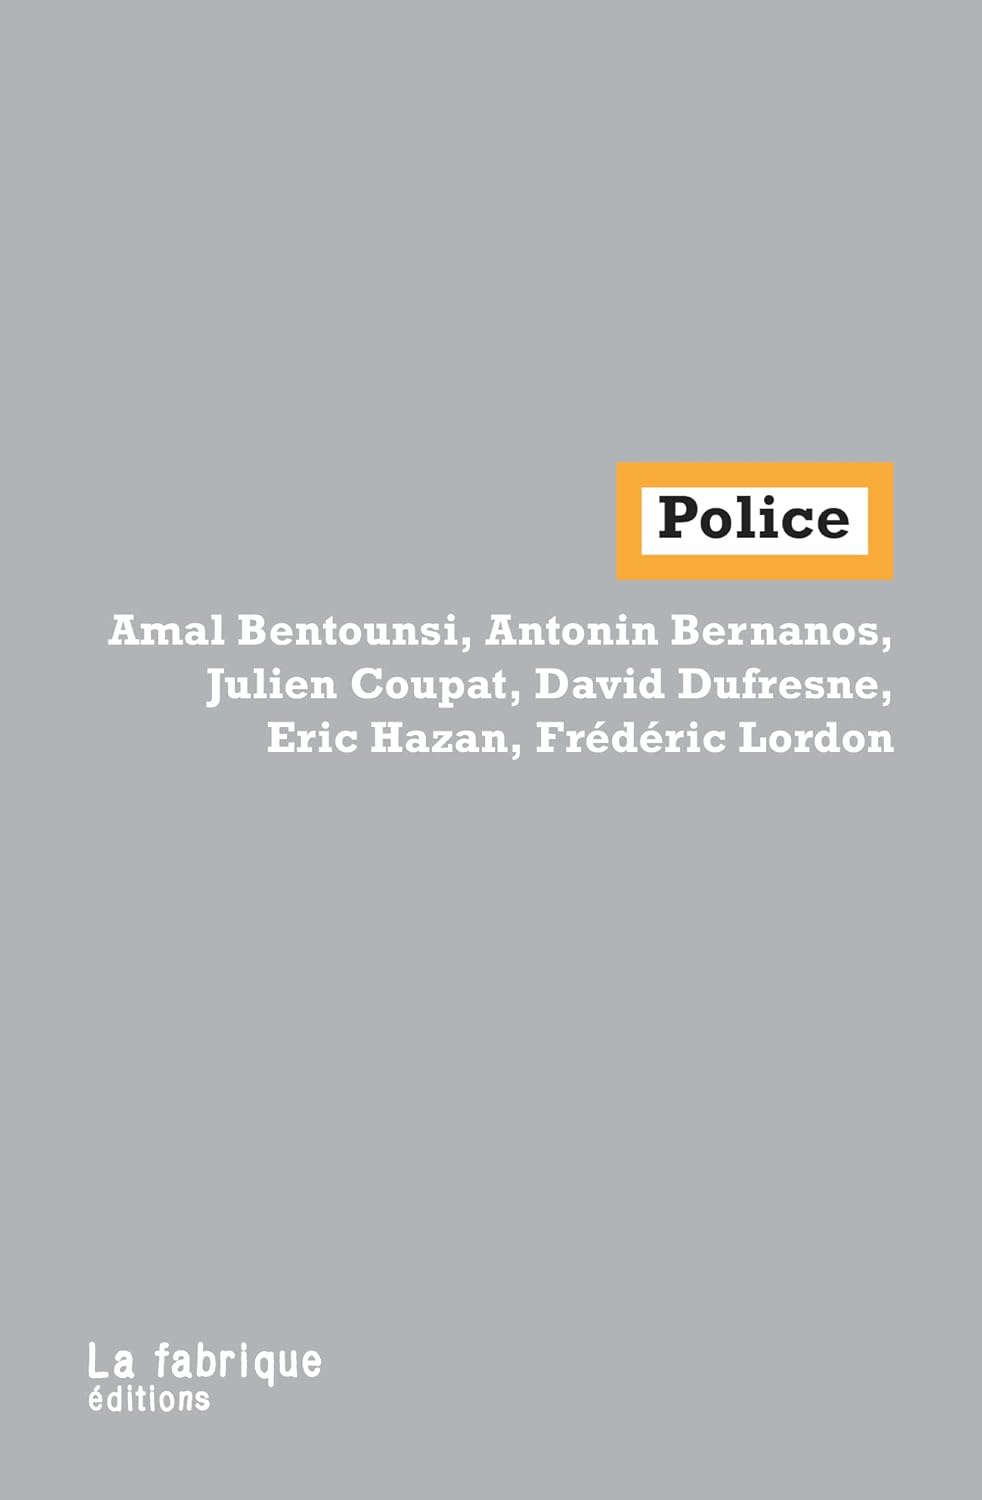 Police
Amal Bentounsi, Antonin Bernanos,
Julien Coupat, David Dufresne,
Eric Hazan, Frédéric Lordon
La fabrique
éditions